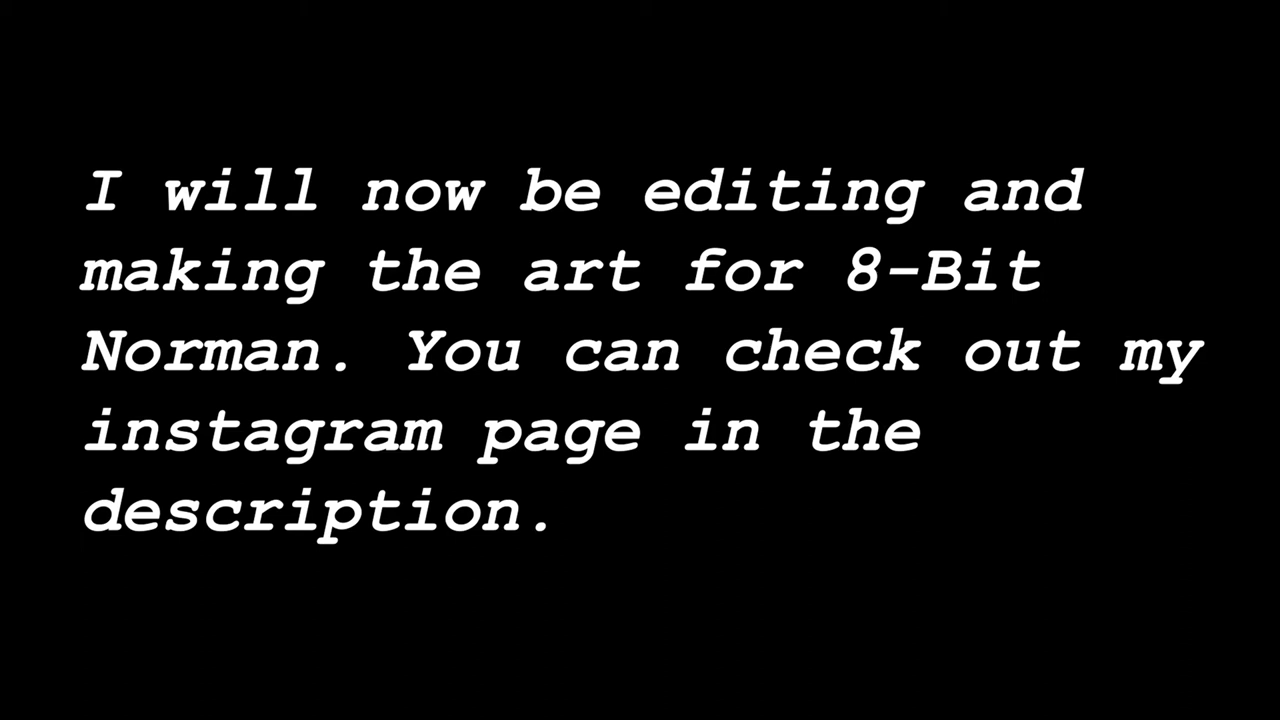 I will now be editing and
making the art for 8-Bit
Norman. You can check out my
instagram page in the
description.